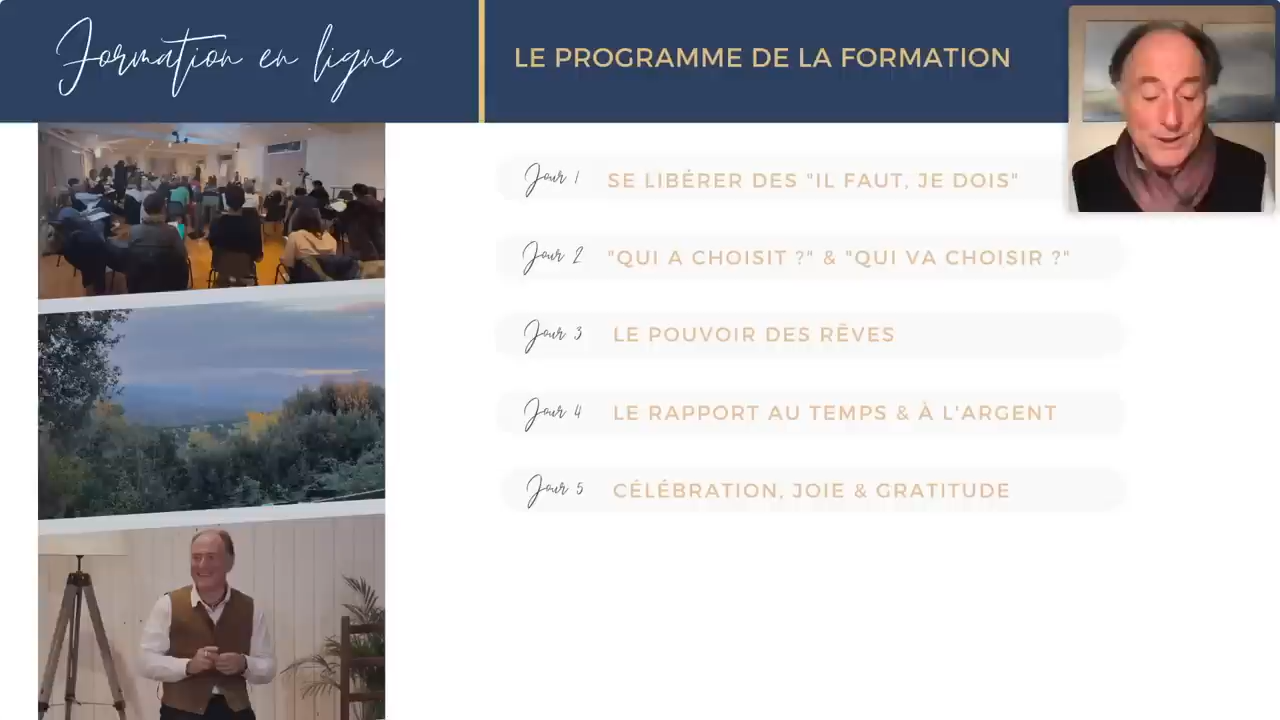 Formation en ligne
LE PROGRAMME DE LA FORMATION
Jour 1 SE LIBÉRER DES "IL FAUT, JE DOIS"
Jour 2 "QUI A CHOISIT ?" & "QUI VA CHOISIR ?"
Jour 3 LE POUVOIR DES RÊVES
Jour 4 LE RAPPORT AU TEMPS & À L'ARGENT
Jour 5 CÉLÉBRATION, JOIE & GRATITUDE